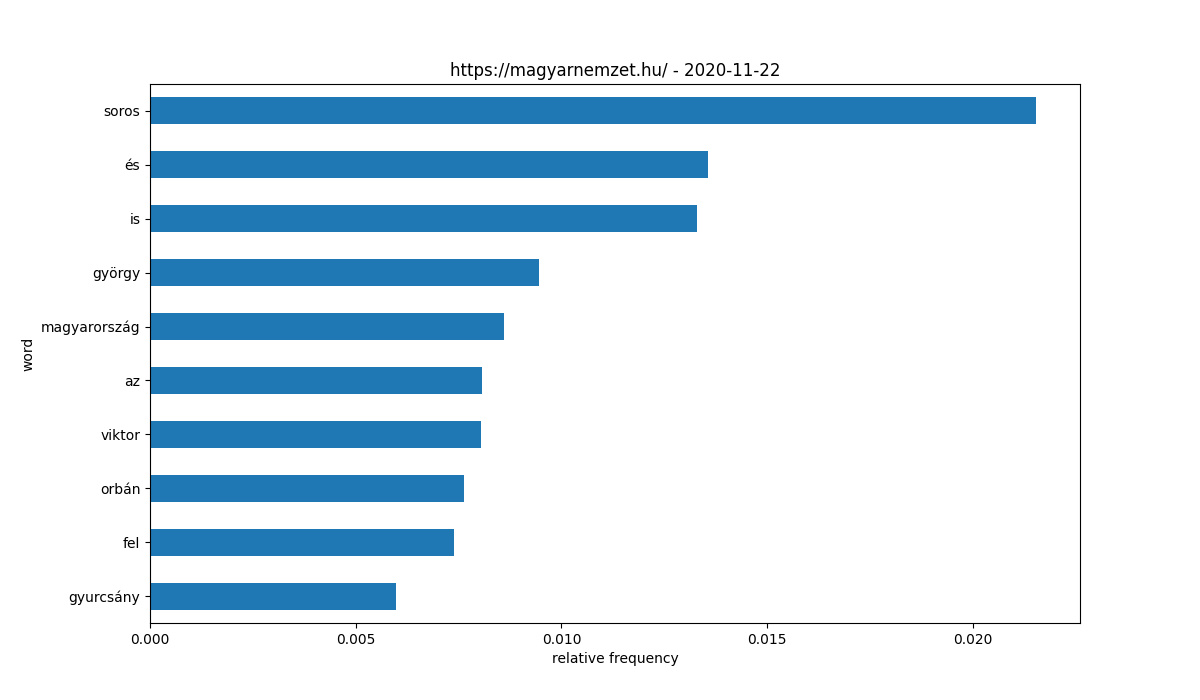 https://magyarnemzet.hu/ - 2020-11-22
word
soros
és
is
györgy
magyarország
az
viktor
orbán
fel
gyurcsány
0.000 0.005 0.010 0.015 0.020
relative frequency